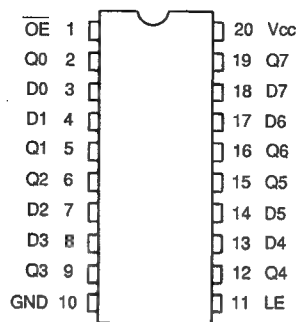 OE 1 20 Vcc
Q0 2 19 Q7
D0 3 18 D7
D1 4 17 D6
Q1 5 16 Q6
Q2 6 15 Q5
D2 7 14 D5
D3 8 13 D4
Q3 9 12 Q4
GND 10 11 LE